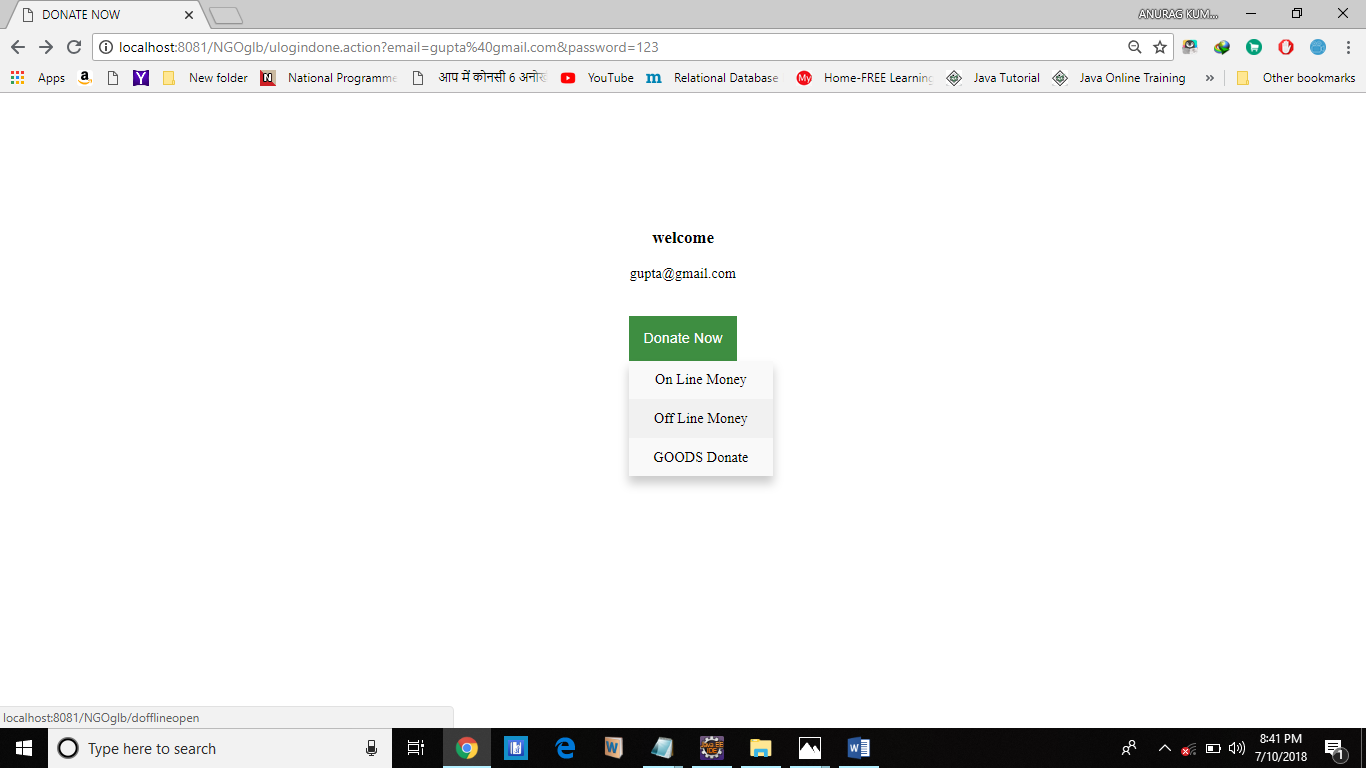 DONATE NOW
ANURAG KUM...
localhost:8081/NGOglb/ulogindone.action?email=gupta%40gmail.com&password=123
Apps New folder National Programme आप में कोनसी 6 अनोखी YouTube Relational Database Home-FREE Learning Java Tutorial Java Online Training » Other bookmarks
welcome
gupta@gmail.com
Donate Now
On Line Money
Off Line Money
GOODS Donate
localhost:8081/NGOglb/dofflineopen
Type here to search
8:41 PM
7/10/2018
1